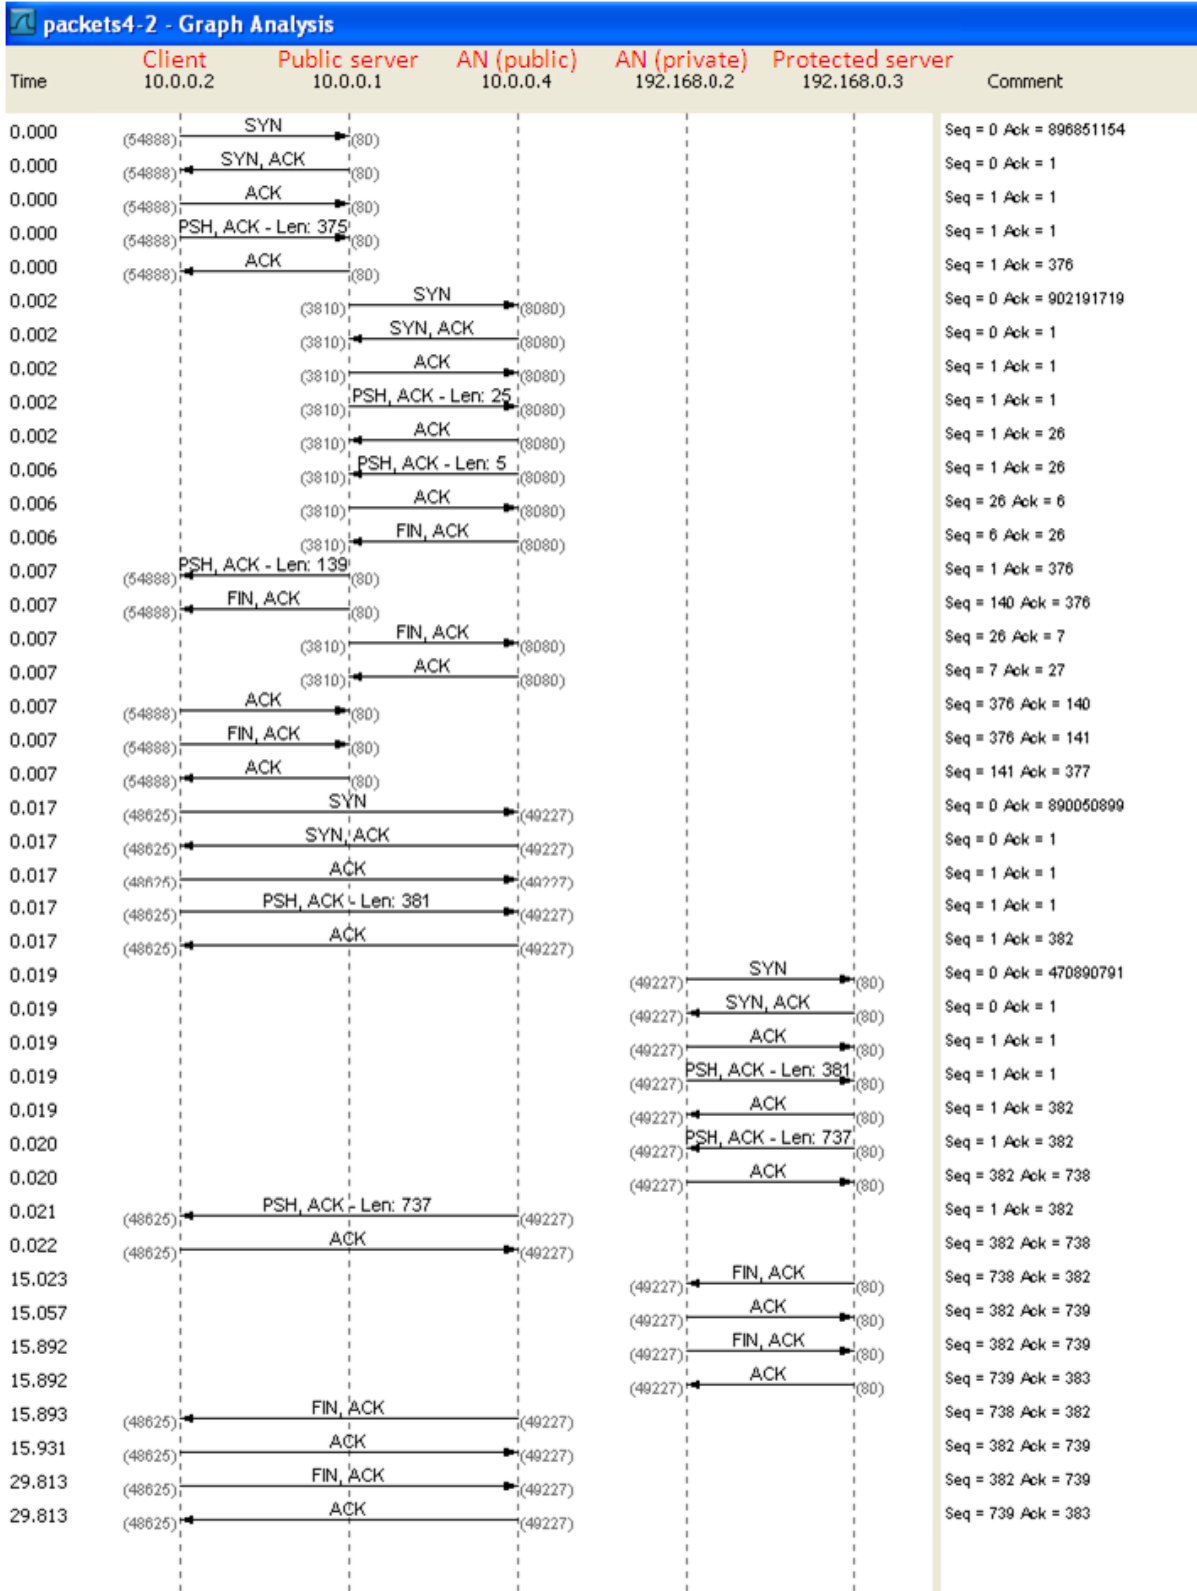 packets4-2 - Graph Analysis
Client Public server AN (public) AN (private) Protected server
Time 10.0.0.2 10.0.0.1 10.0.0.4 192.168.0.2 192.168.0.3 Comment
0.000 (54888) SYN (80) Seq = 0 Ack = 896851154
0.000 (54888) SYN, ACK (80) Seq = 0 Ack = 1
0.000 (54888) ACK (80) Seq = 1 Ack = 1
0.000 (54888) PSH, ACK - Len: 375 (80) Seq = 1 Ack = 1
0.000 (54888) ACK (80) Seq = 1 Ack = 376
0.002 (3810) SYN (8080) Seq = 0 Ack = 902191719
0.002 (3810) SYN, ACK (8080) Seq = 0 Ack = 1
0.002 (3810) ACK (8080) Seq = 1 Ack = 1
0.002 (3810) PSH, ACK - Len: 25 (8080) Seq = 1 Ack = 1
0.002 (3810) ACK (8080) Seq = 1 Ack = 26
0.006 (3810) PSH, ACK - Len: 5 (8080) Seq = 1 Ack = 26
0.006 (3810) ACK (8080) Seq = 26 Ack = 6
0.006 (3810) FIN, ACK (8080) Seq = 6 Ack = 26
0.007 (54888) PSH, ACK - Len: 139 (80) Seq = 1 Ack = 376
0.007 (54888) FIN, ACK (80) Seq = 140 Ack = 376
0.007 (3810) FIN, ACK (8080) Seq = 26 Ack = 7
0.007 (3810) ACK (8080) Seq = 7 Ack = 27
0.007 (54888) ACK (80) Seq = 376 Ack = 140
0.007 (54888) FIN, ACK (80) Seq = 376 Ack = 141
0.007 (54888) ACK (80) Seq = 141 Ack = 377
0.017 (48625) SYN (49227) Seq = 0 Ack = 890050899
0.017 (48625) SYN, ACK (49227) Seq = 0 Ack = 1
0.017 (48625) ACK (49227) Seq = 1 Ack = 1
0.017 (48625) PSH, ACK - Len: 381 (49227) Seq = 1 Ack = 1
0.017 (48625) ACK (49227) Seq = 1 Ack = 382
0.019 (49227) SYN (80) Seq = 0 Ack = 470890791
0.019 (49227) SYN, ACK (80) Seq = 0 Ack = 1
0.019 (49227) ACK (80) Seq = 1 Ack = 1
0.019 (49227) PSH, ACK - Len: 381 (80) Seq = 1 Ack = 1
0.019 (49227) ACK (80) Seq = 1 Ack = 382
0.020 (49227) PSH, ACK - Len: 737 (80) Seq = 1 Ack = 382
0.020 (49227) ACK (80) Seq = 382 Ack = 738
0.021 (48625) PSH, ACK - Len: 737 (49227) Seq = 1 Ack = 382
0.022 (48625) ACK (49227) Seq = 382 Ack = 738
15.023 (49227) FIN, ACK (80) Seq = 738 Ack = 382
15.057 (49227) ACK (80) Seq = 382 Ack = 739
15.892 (49227) FIN, ACK (80) Seq = 382 Ack = 739
15.892 (49227) ACK (80) Seq = 739 Ack = 383
15.893 (48625) FIN, ACK (49227) Seq = 738 Ack = 382
15.931 (48625) ACK (49227) Seq = 382 Ack = 739
29.813 (48625) FIN, ACK (49227) Seq = 382 Ack = 739
29.813 (48625) ACK (49227) Seq = 739 Ack = 383